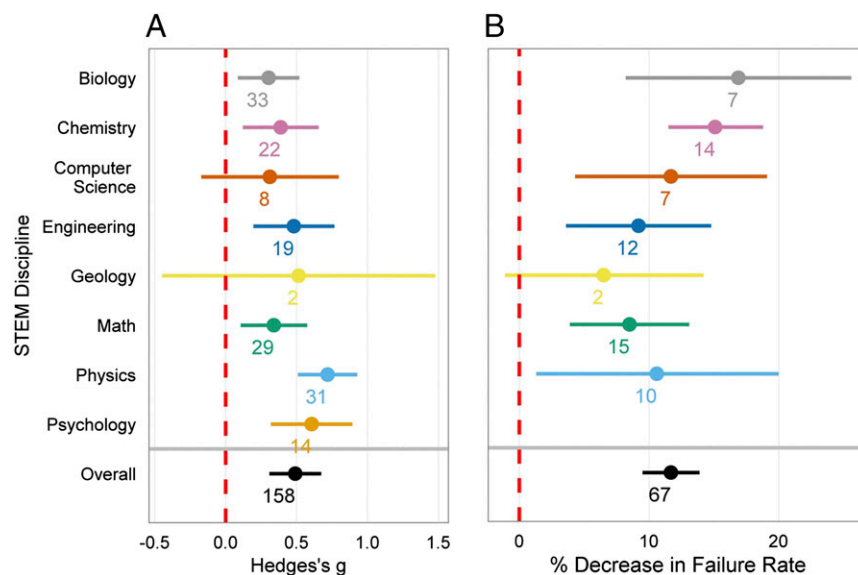 A
B
STEM Discipline
Biology
33
7
Chemistry
22
14
Computer
Science
8
7
Engineering
19
12
Geology
2
2
Math
29
15
Physics
31
10
Psychology
14
Overall
158
67
-0.5 0.0 0.5 1.0 1.5
0 10 20
Hedges's g
% Decrease in Failure Rate